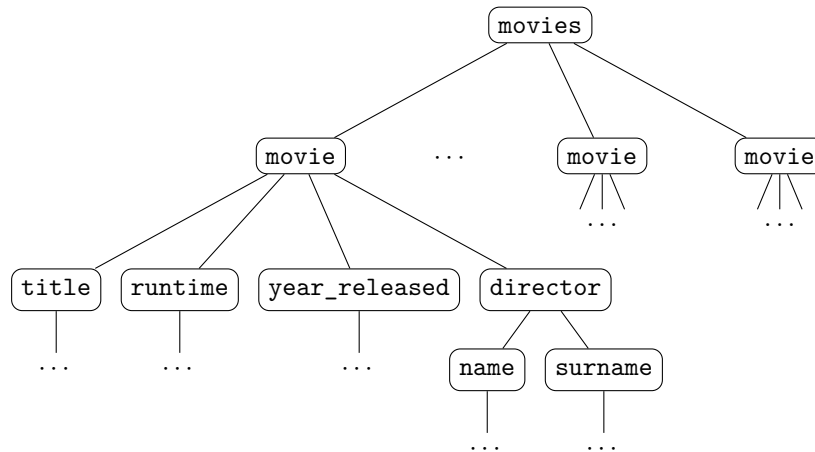 movies
movie ... movie movie
... ...
title runtime year_released director
... ... ... name surname
... ...